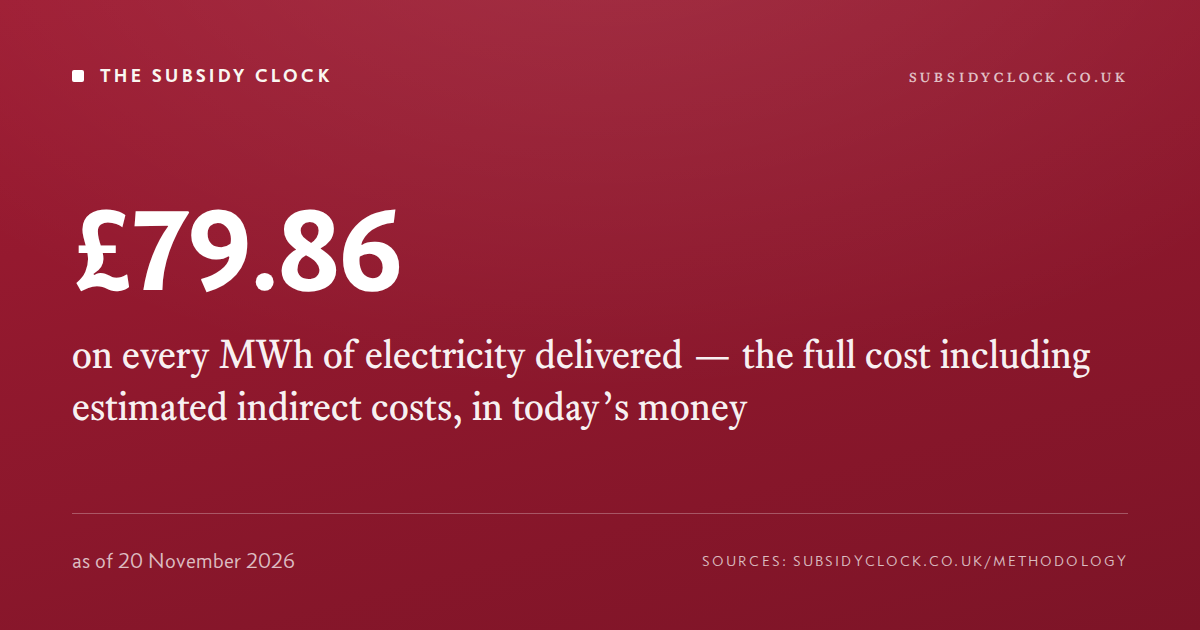 THE SUBSIDY CLOCK
SUBSIDYCLOCK.CO.UK
£79.86
on every MWh of electricity delivered — the full cost including
estimated indirect costs, in today’s money
as of 20 November 2026
SOURCES: SUBSIDYCLOCK.CO.UK/METHODOLOGY